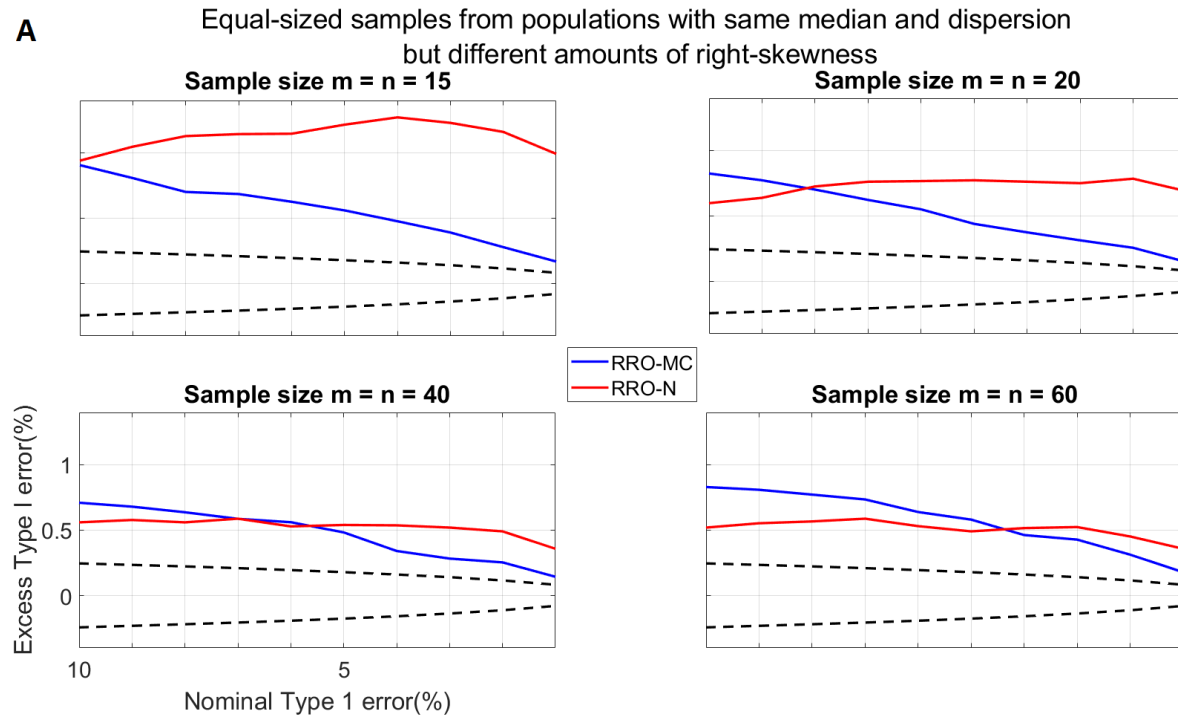 A
Equal-sized samples from populations with same median and dispersion
but different amounts of right-skewness
Sample size m = n = 15
Sample size m = n = 20
RRO-MC
RRO-N
Sample size m = n = 40
Sample size m = n = 60
Excess Type I error(%)
1
0.5
0
10
5
Nominal Type 1 error(%)